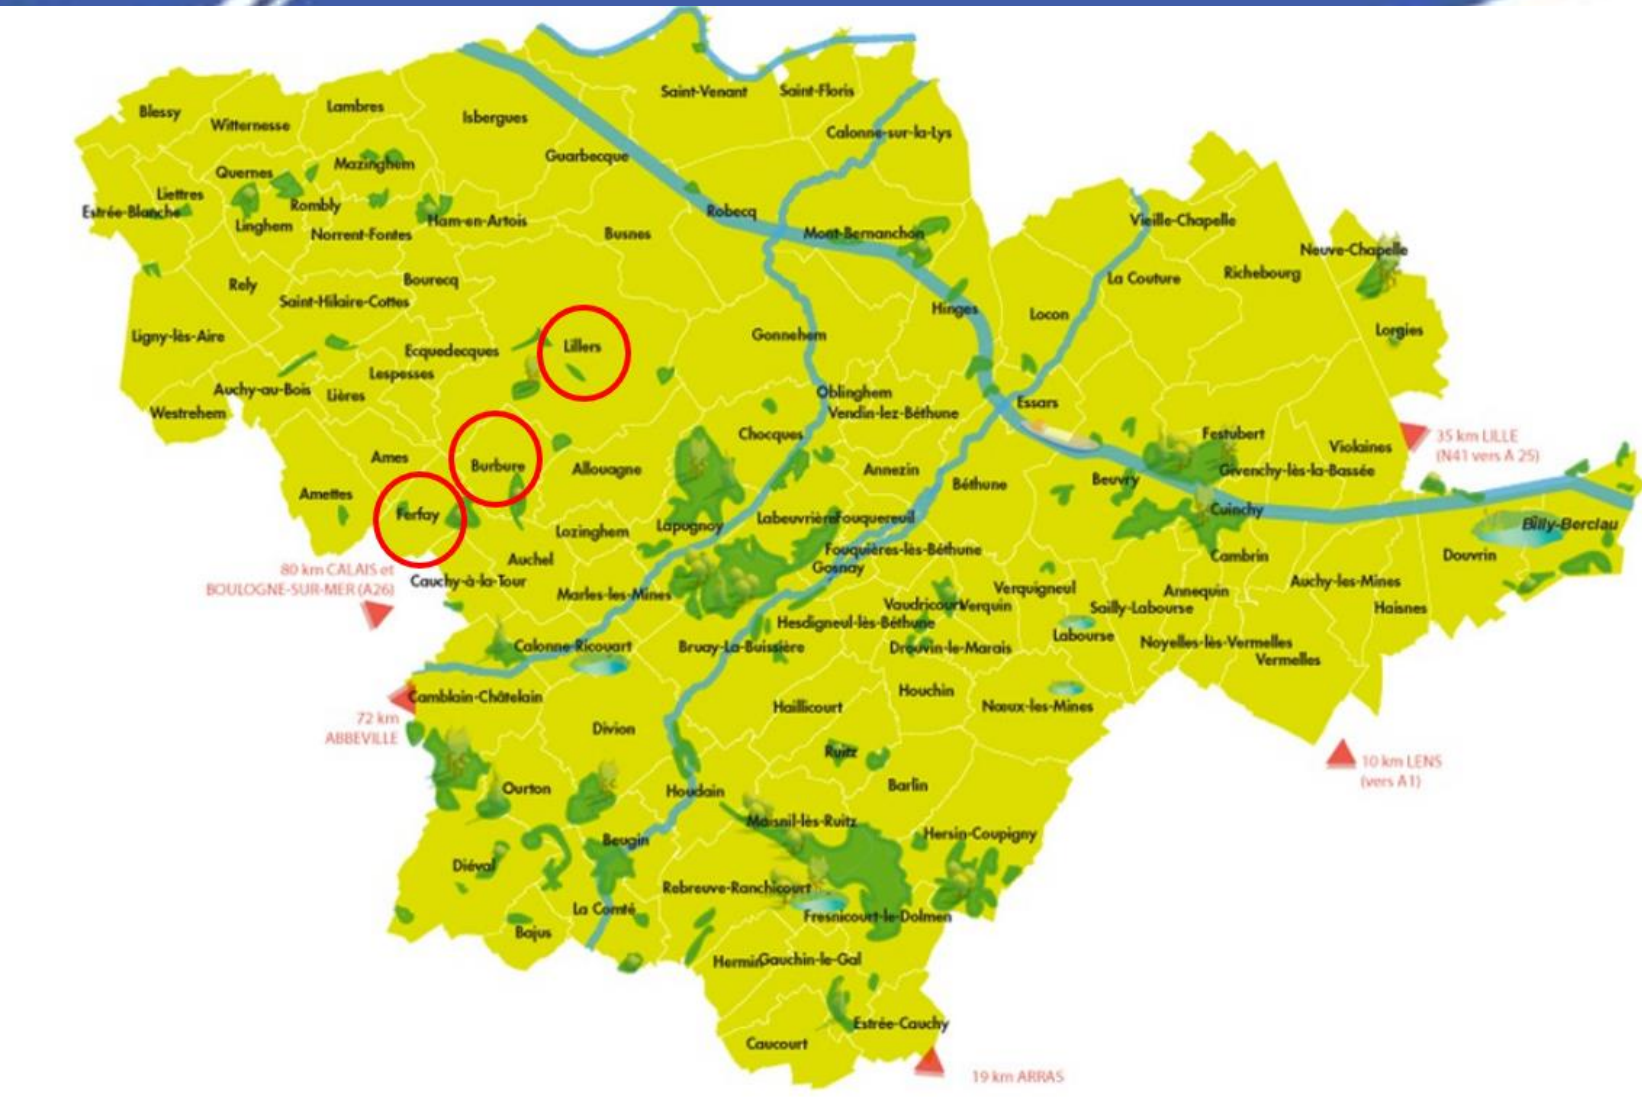 Saint-Venant
Saint-Floris
Blessy
Lambres
Witternesse
Isbergues
Calonne-sur-la-Lys
Guarbecque
Mazinghem
Quernes
Liettres
Estrée-Blanche
Rombly
Linghem
Norrent-Fontes
Ham-en-Artois
Robecq
Busnes
Mont-Bernanchon
Vieille-Chapelle
Neuve-Chapelle
Richebourg
La Couture
Rely
Bourecq
Saint-Hilaire-Cottes
Hinges
Locon
Ligny-lès-Aire
Gonnehem
Lorgies
Lillers
Ecquedecques
Lespesses
Auchy-au-Bois
Lières
Westrehem
Oblinghem
Vendin-lez-Béthune
Essars
Chocques
Festubert
Violaines
35 km LILLE
(N41 vers A 25)
Ames
Burbure
Allouagne
Annezin
Béthune
Beuvry
Givenchy-lès-la-Bassée
Amettes
Ferfay
Lozinghem
Lapugnoy
Labeuvrière
Fouquereuil
Cuinchy
Billy-Berclau
Auchel
Fouquières-lès-Béthune
Gosnay
Cambrin
Douvrin
80 km CALAIS et
BOULOGNE-SUR-MER (A26)
Cauchy-à-la-Tour
Marles-les-Mines
Verquigneul
Annequin
Auchy-les-Mines
Vaudricourt
Verquin
Sailly-Labourse
Haisnes
Hesdigneul-lès-Béthune
Labourse
Calonne Ricouart
Bruay-La-Buissière
Drouvin-le-Marais
Noyelles-lès-Vermelles
Vermelles
Camblain-Châtelain
Houchin
Haillicourt
Nœux-les-Mines
72 km
ABBEVILLE
Divion
Ruitz
10 km LENS
(vers A1)
Ourton
Houdain
Barlin
Maisnil-lès-Ruitz
Hersin-Coupigny
Beugin
Diéval
Rebreuve-Ranchicourt
La Comté
Fresnicourt-le-Dolmen
Bajus
Hermin
Gauchin-le-Gal
Estrée-Cauchy
Caucourt
19 km ARRAS